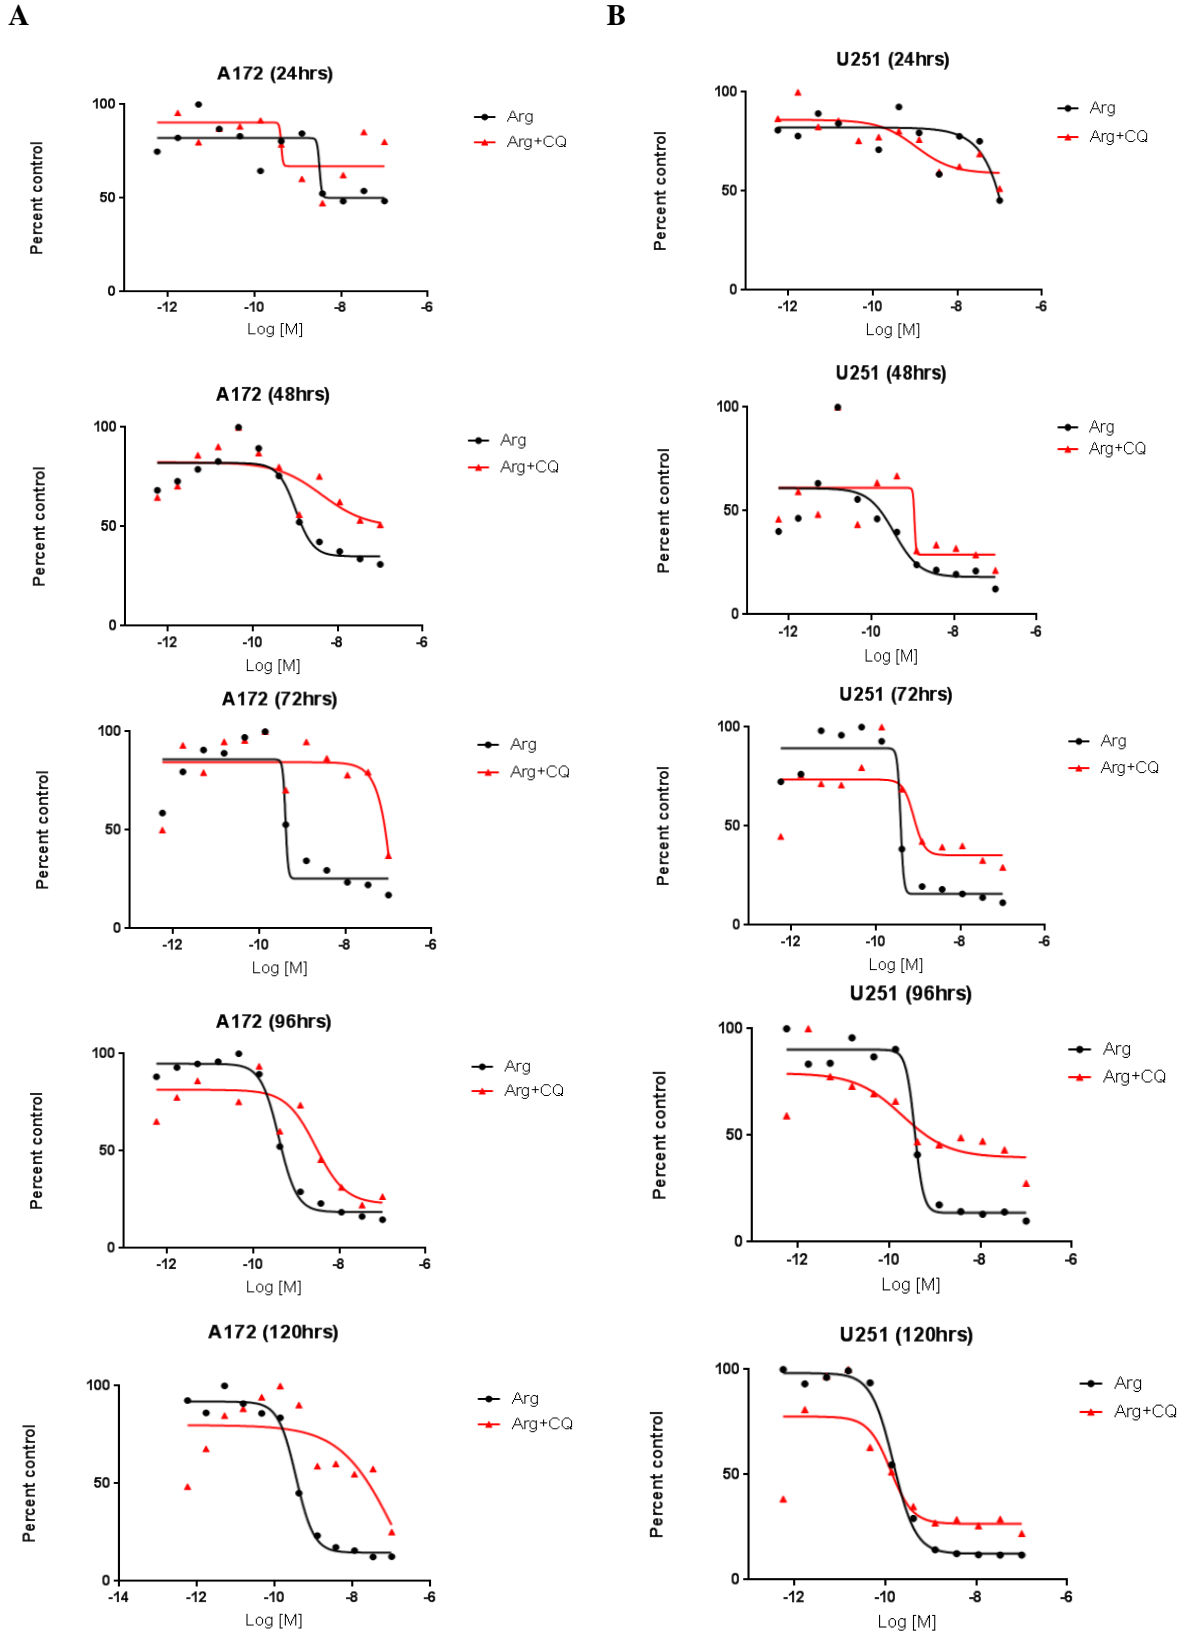 A
B
A172 (24hrs)
Percent control
100
50
0
-12
-10
-8
-6
Log [M]
Arg
Arg+CQ
U251 (24hrs)
Percent control
100
50
0
-12
-10
-8
-6
Log [M]
Arg
Arg+CQ
A172 (48hrs)
Percent control
100
50
0
-12
-10
-8
-6
Log [M]
Arg
Arg+CQ
U251 (48hrs)
Percent control
100
50
0
-12
-10
-8
-6
Log [M]
Arg
Arg+CQ
A172 (72hrs)
Percent control
100
50
0
-12
-10
-8
-6
Log [M]
Arg
Arg+CQ
U251 (72hrs)
Percent control
100
50
0
-12
-10
-8
-6
Log [M]
Arg
Arg+CQ
A172 (96hrs)
Percent control
100
50
0
-12
-10
-8
-6
Log [M]
Arg
Arg+CQ
U251 (96hrs)
Percent control
100
50
0
-12
-10
-8
-6
Log [M]
Arg
Arg+CQ
A172 (120hrs)
Percent control
100
50
0
-14
-12
-10
-8
-6
Log [M]
Arg
Arg+CQ
U251 (120hrs)
Percent control
100
50
0
-12
-10
-8
-6
Log [M]
Arg
Arg+CQ